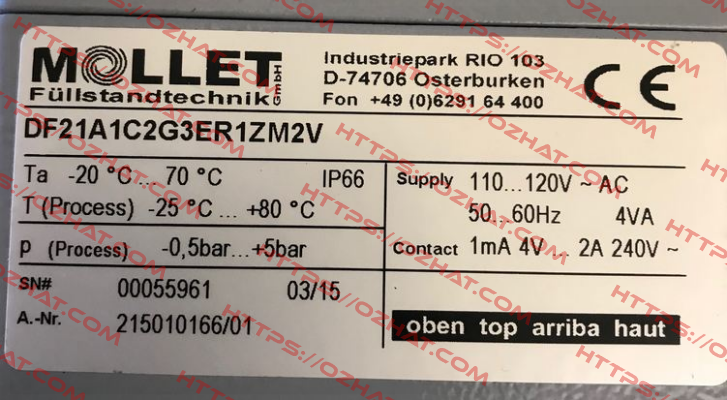 MOLLET
GmbH
Füllstandtechnik
Industriepark RIO 103
D-74706 Osterburken
Fon +49 (0)6291 64 400
CE
DF21A1C2G3ER1ZM2V
Ta -20 °C... 70 °C IP66
T (Process) -25 °C ... +80 °C
p (Process) -0,5bar...+5bar
Supply 110...120V ~ AC
50...60Hz 4VA
Contact 1mA 4V ... 2A 240V ~
SN# 00055961 03/15
A.-Nr. 215010166/01
oben top arriba haut
HTTPS://OZHAT.COM